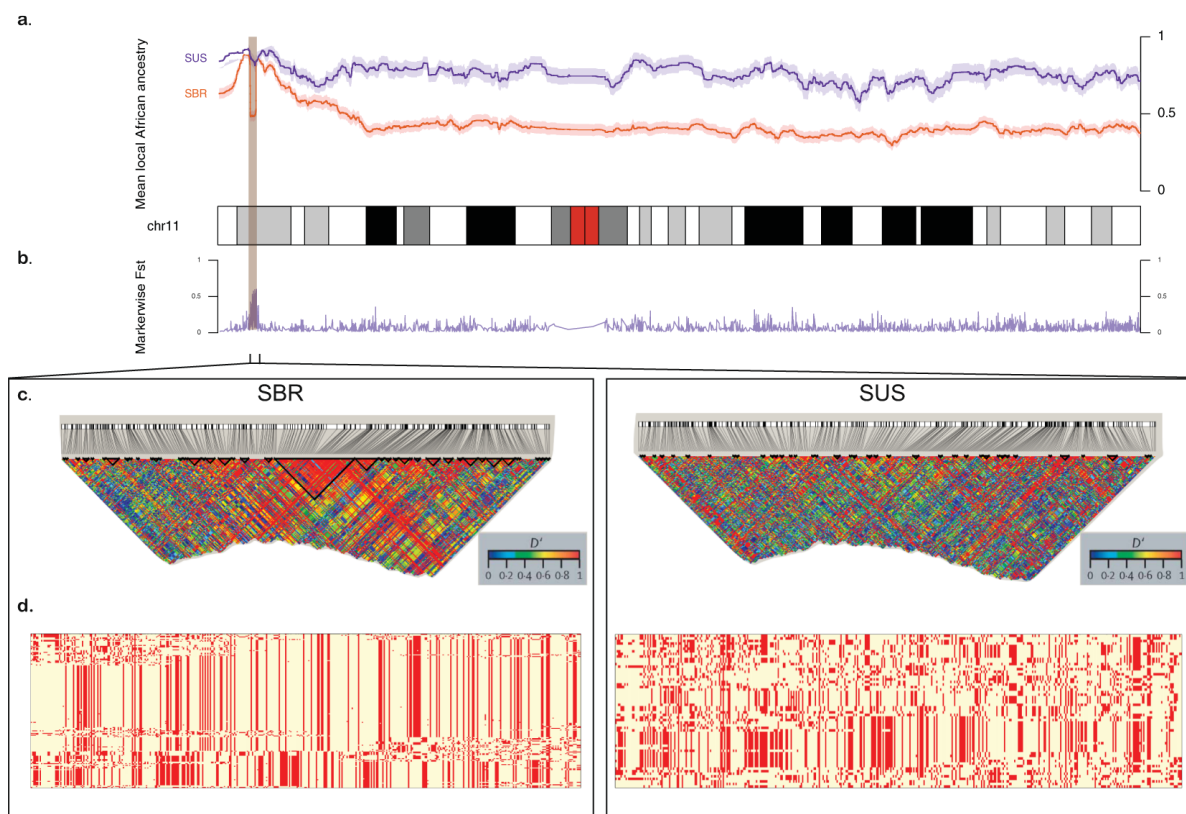 a.
Mean local African ancestry
SUS
SBR
1
0.5
0
chr11
b.
Markerwise Fst
1
0.5
0
1
0.5
0
c.
SBR
SUS
D'
0 0·2 0·4 0·6 0·8 1
D'
0 0·2 0·4 0·6 0·8 1
d.